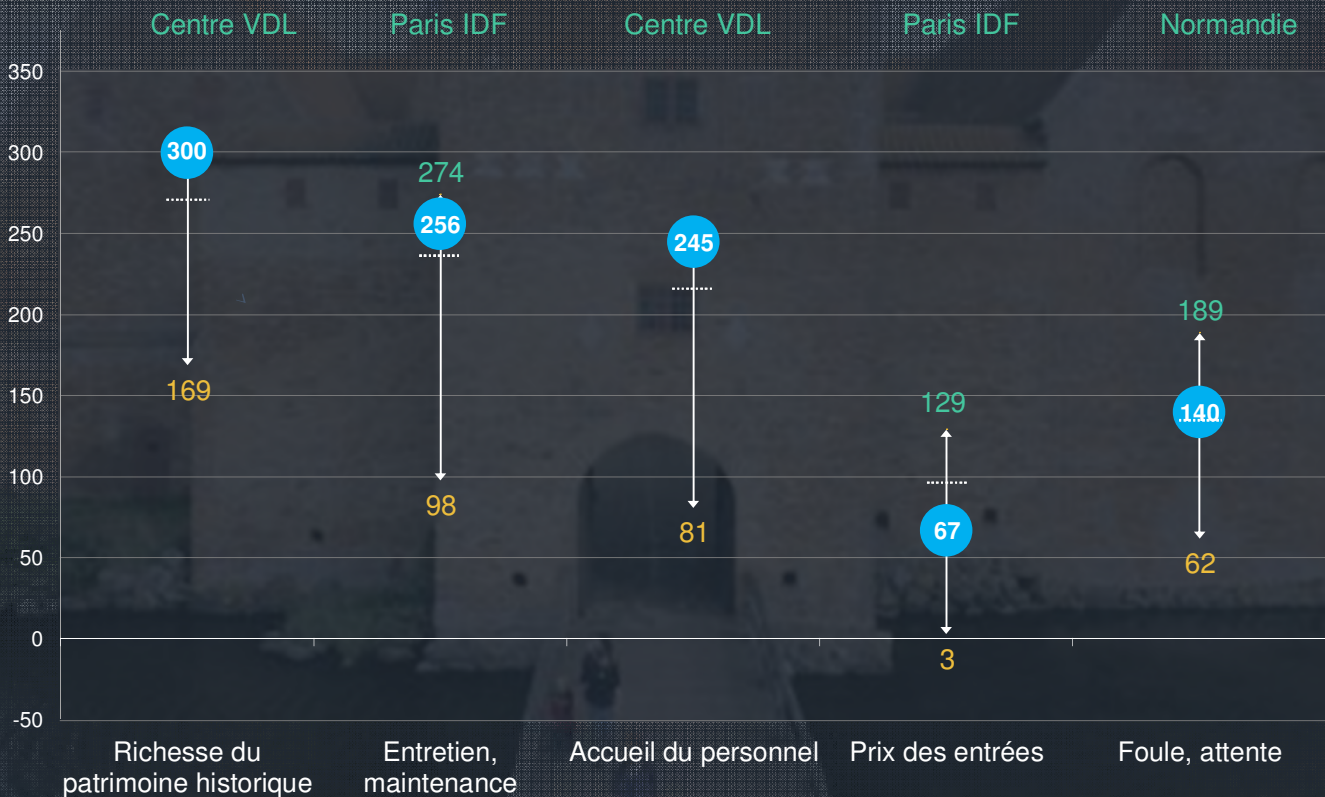 Centre VDL Paris IDF Centre VDL Paris IDF Normandie
350
300
250
200
150
100
50
0
-50
300
169
274
256
98
245
81
129
67
3
189
140
62
Richesse du
patrimoine historique
Entretien,
maintenance
Accueil du personnel
Prix des entrées
Foule, attente